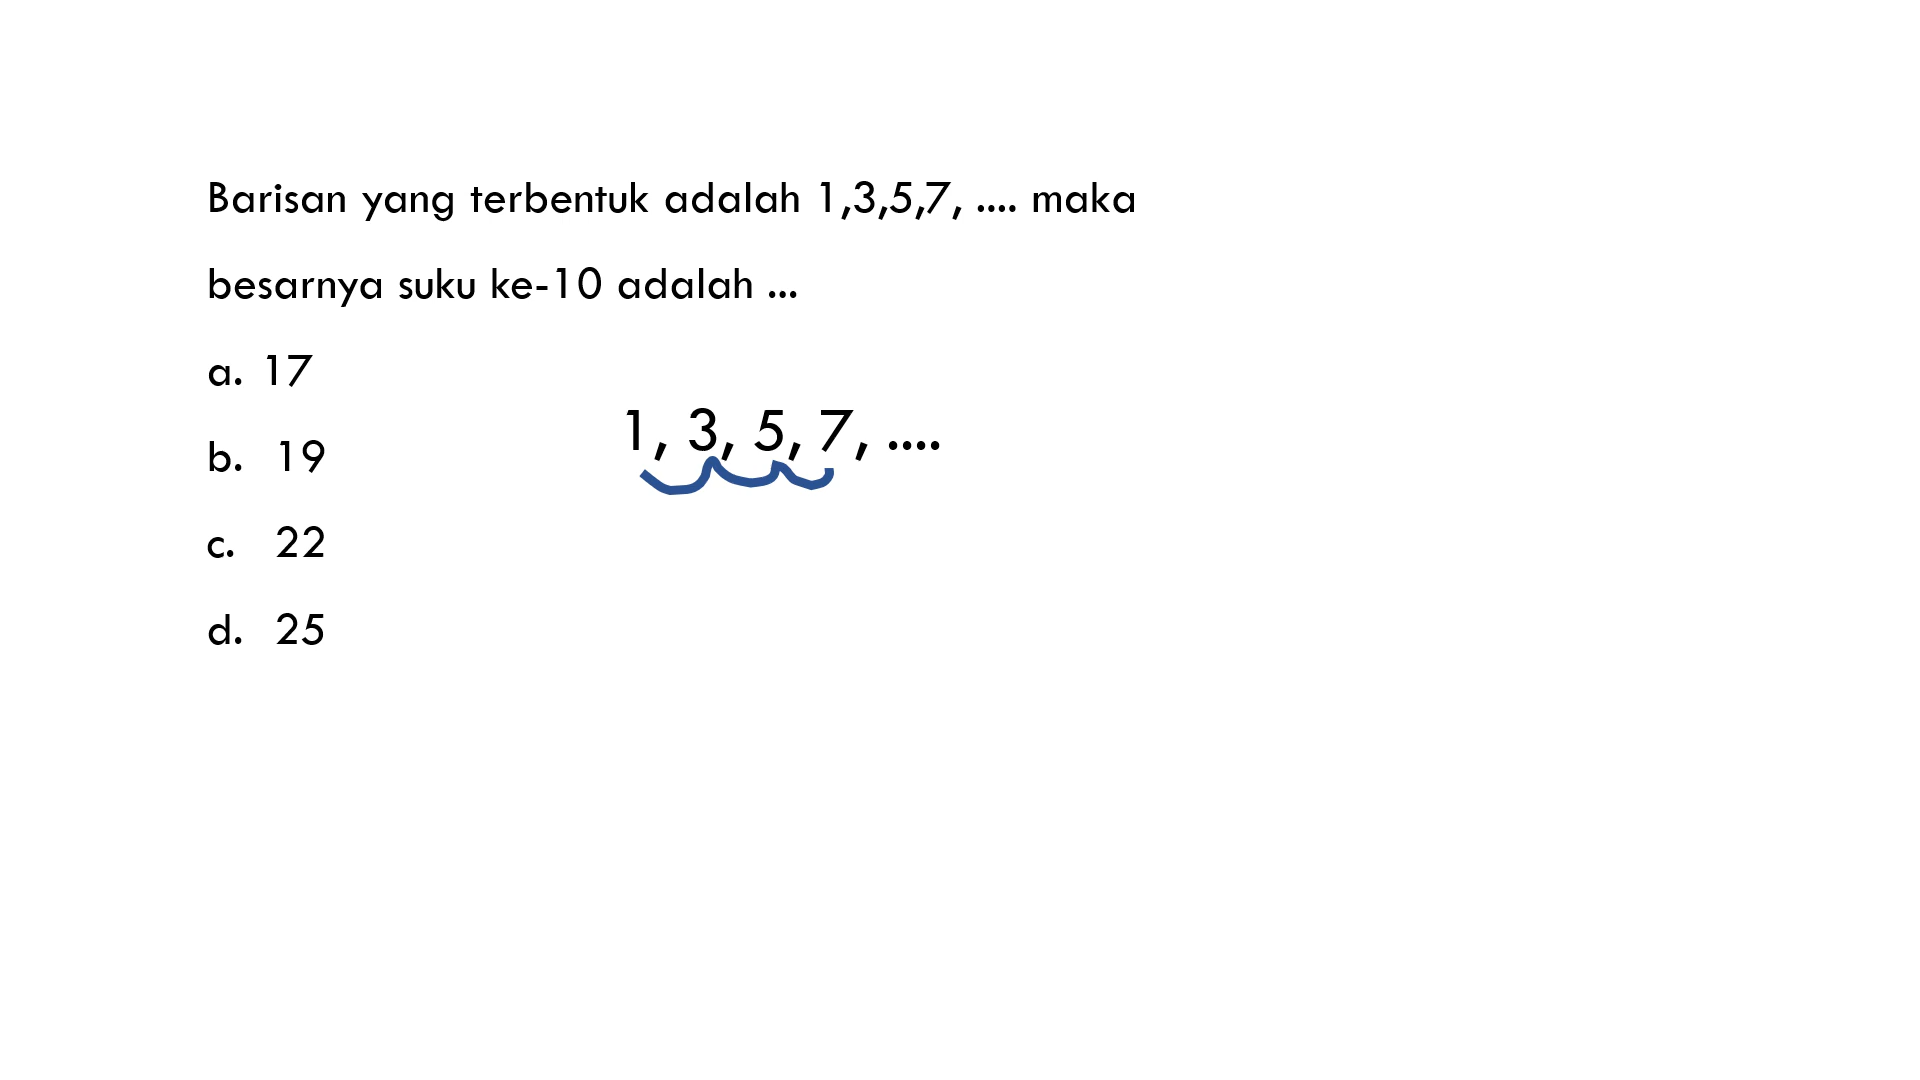 Barisan yang terbentuk adalah 1,3,5,7, .... maka
besarnya suku ke-10 adalah ...
a. 17
b. 19
c. 22
d. 25
1, 3, 5, 7, ....